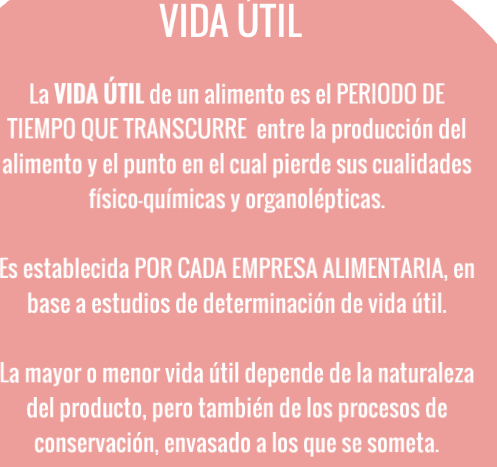 VIDA ÚTIL
La VIDA ÚTIL de un alimento es el PERIODO DE
TIEMPO QUE TRANSCURRE entre la producción del
alimento y el punto en el cual pierde sus cualidades
físico-químicas y organolépticas.
Es establecida POR CADA EMPRESA ALIMENTARIA, en
base a estudios de determinación de vida útil.
La mayor o menor vida útil depende de la naturaleza
del producto, pero también de los procesos de
conservación, envasado a los que se someta.